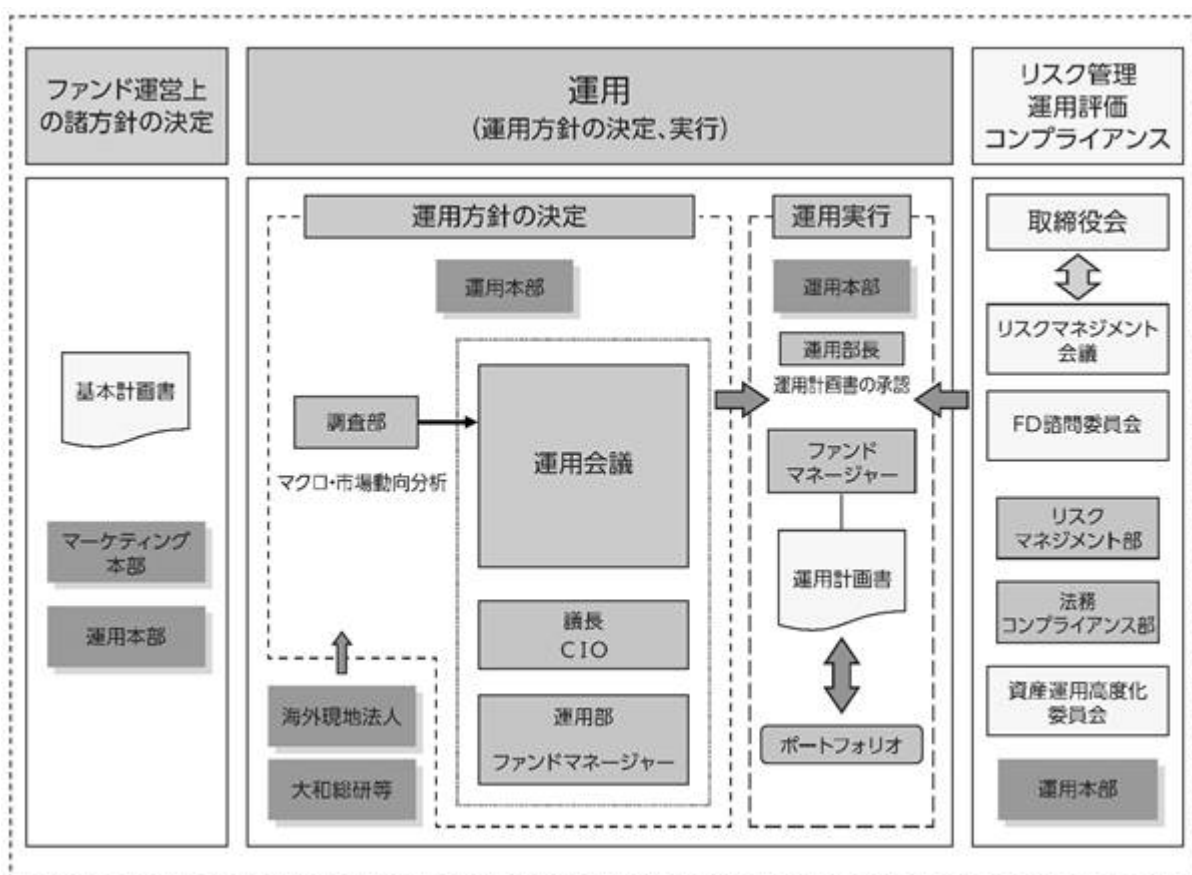 ファンド運営上
の諸方針の決定
運用
(運用方針の決定、実行)
リスク管理
運用評価
コンプライアンス
基本計画書
マーケティング
本部
運用本部
運用方針の決定
運用本部
調査部
マクロ・市場動向分析
運用会議
議長
CIO
運用部
ファンドマネージャー
海外現地法人
大和総研等
運用実行
運用本部
運用部長
運用計画書の承認
ファンド
マネージャー
運用計画書
ポートフォリオ
取締役会
リスクマネジメント
会議
FD諮問委員会
リスク
マネジメント部
法務
コンプライアンス部
資産運用高度化
委員会
運用本部